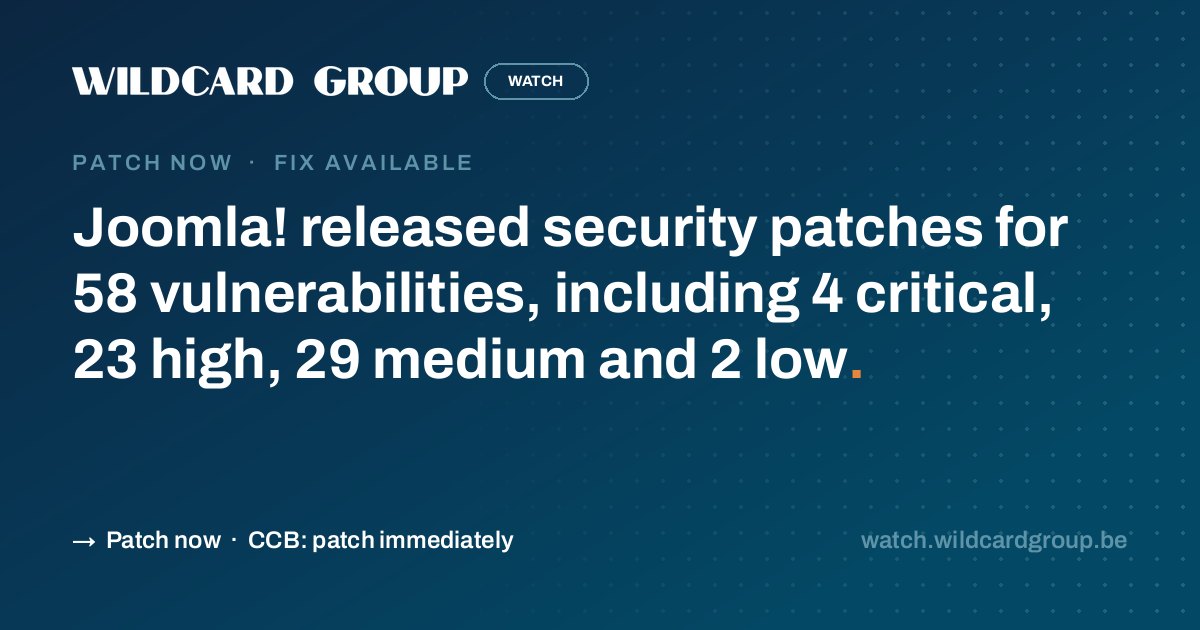 WILDCARD GROUP WATCH
PATCH NOW · FIX AVAILABLE
Joomla! released security patches for
58 vulnerabilities, including 4 critical,
23 high, 29 medium and 2 low.
→ Patch now · CCB: patch immediately
watch.wildcardgroup.be